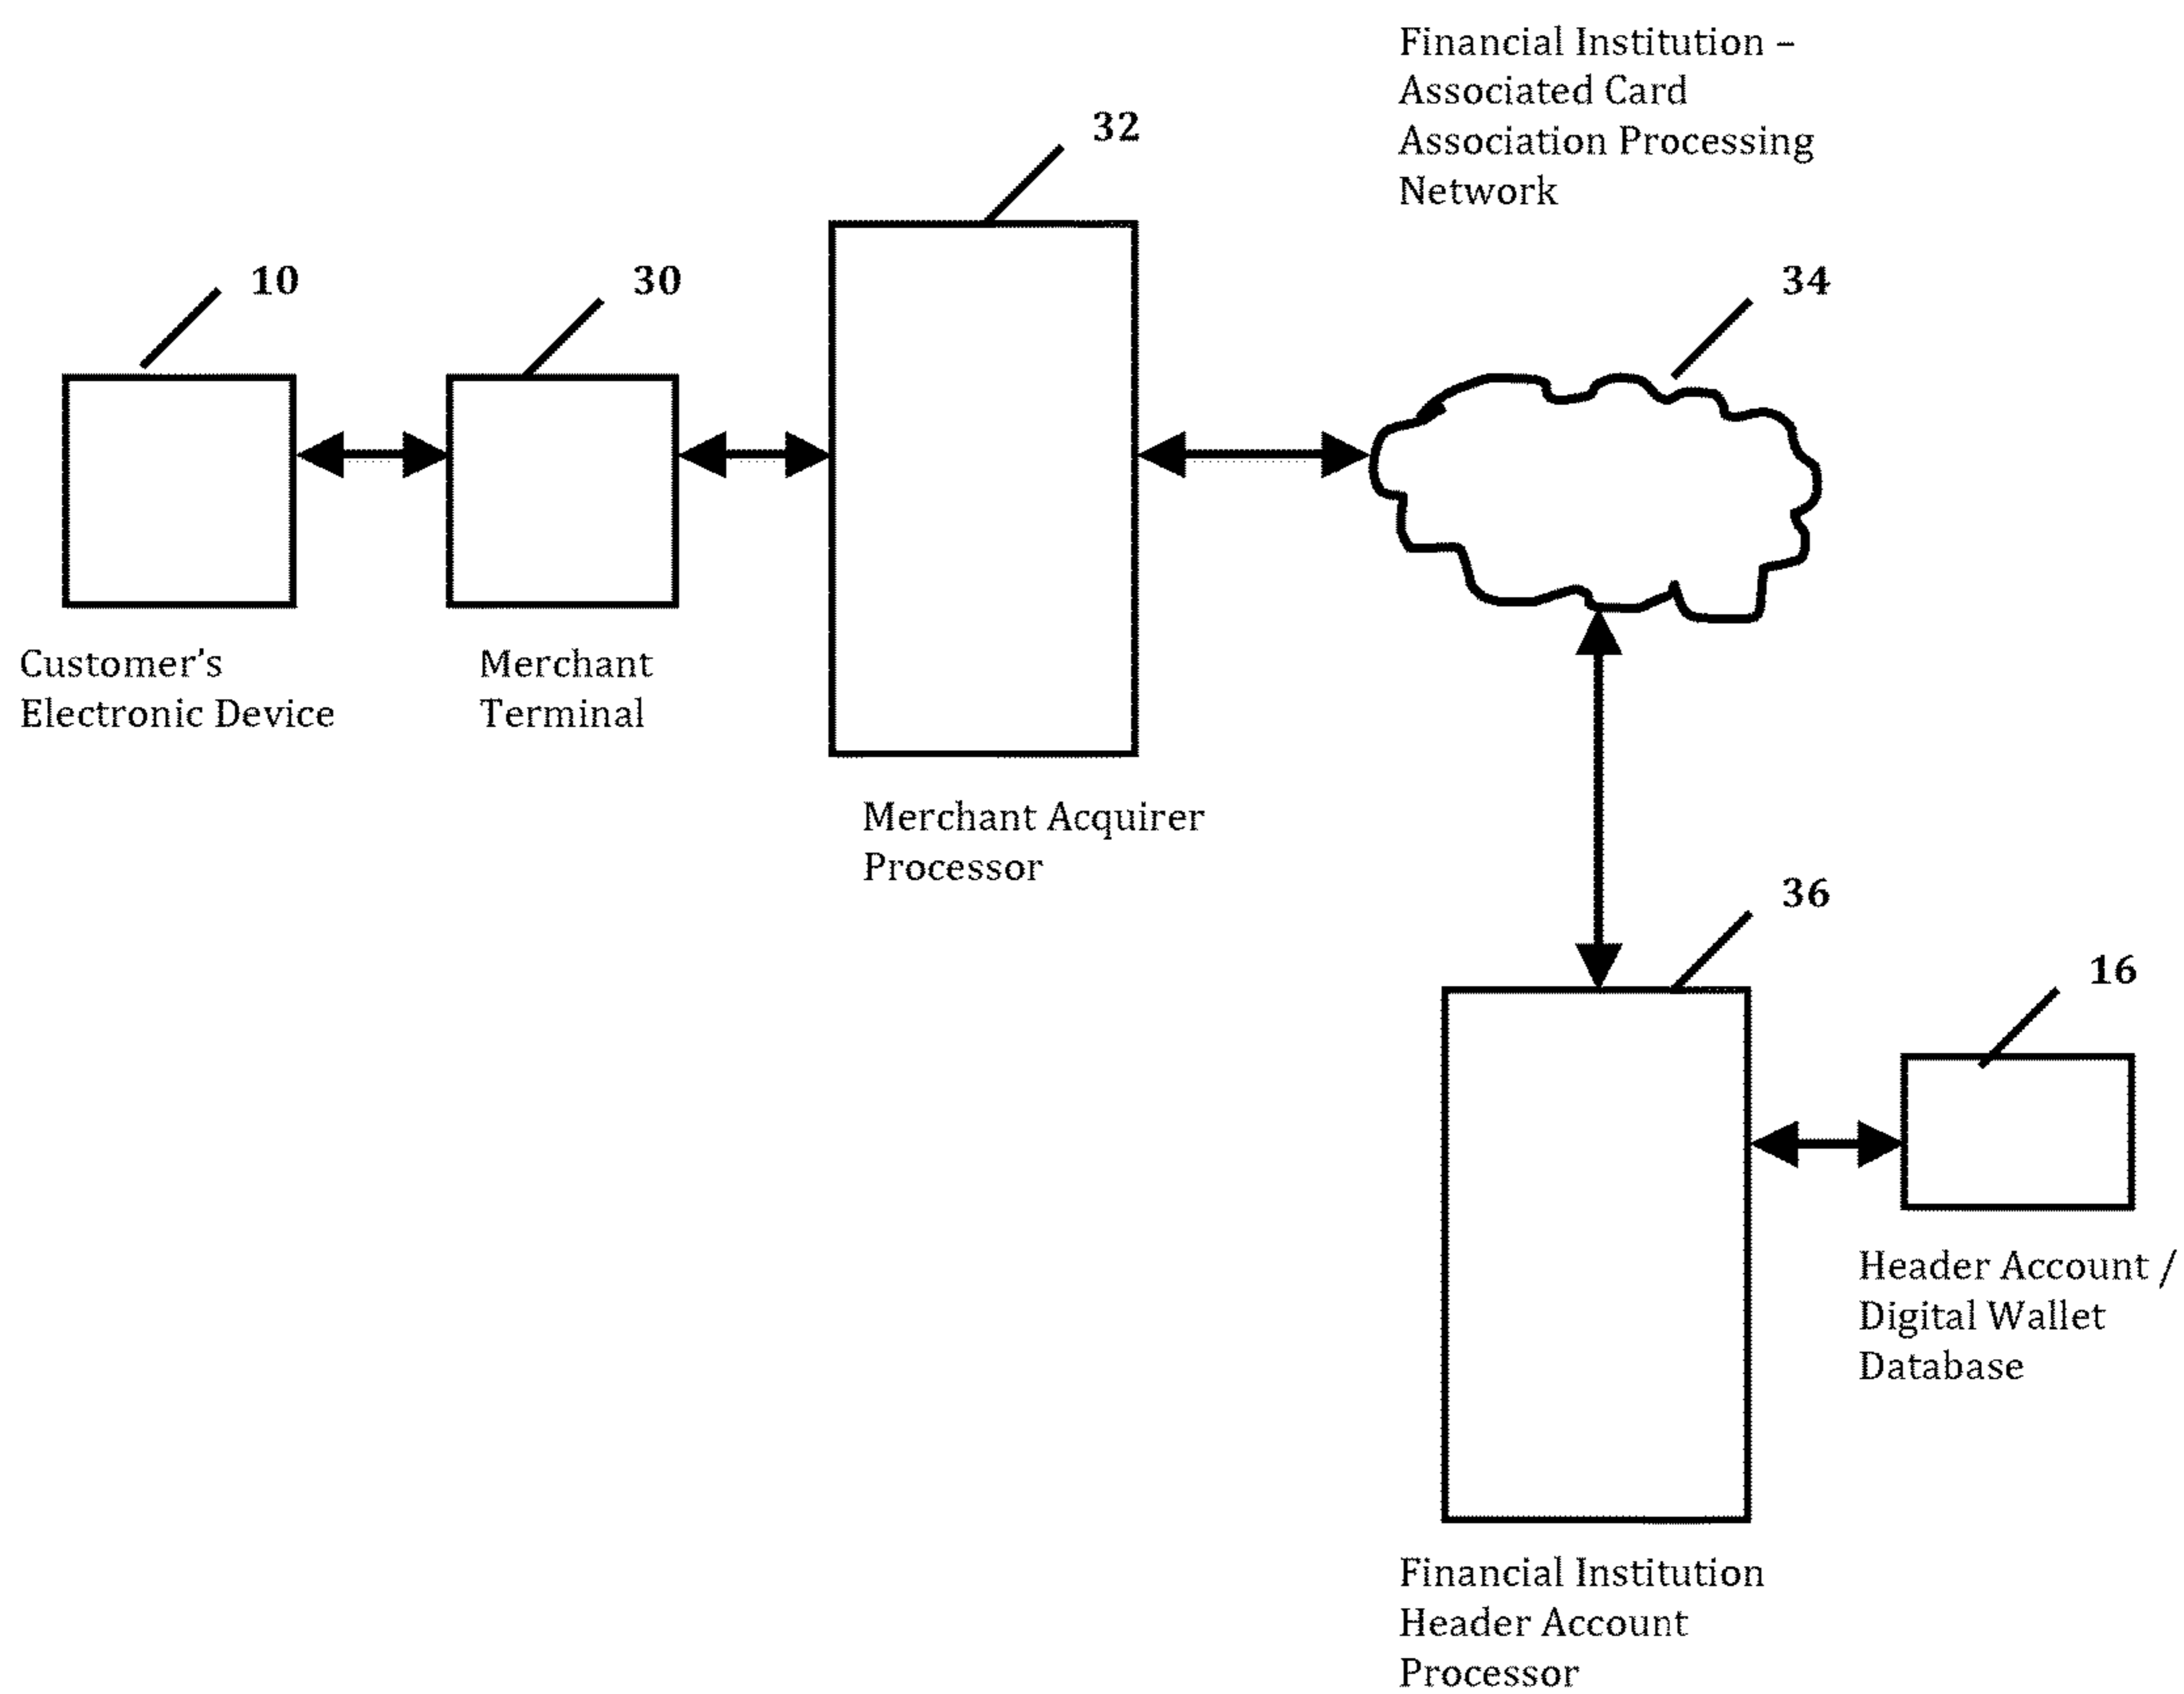 Financial Institution –
Associated Card
Association Processing
Network
32
10
30
34
Customer's
Electronic Device
Merchant
Terminal
Merchant Acquirer
Processor
36
16
Header Account /
Digital Wallet
Database
Financial Institution
Header Account
Processor